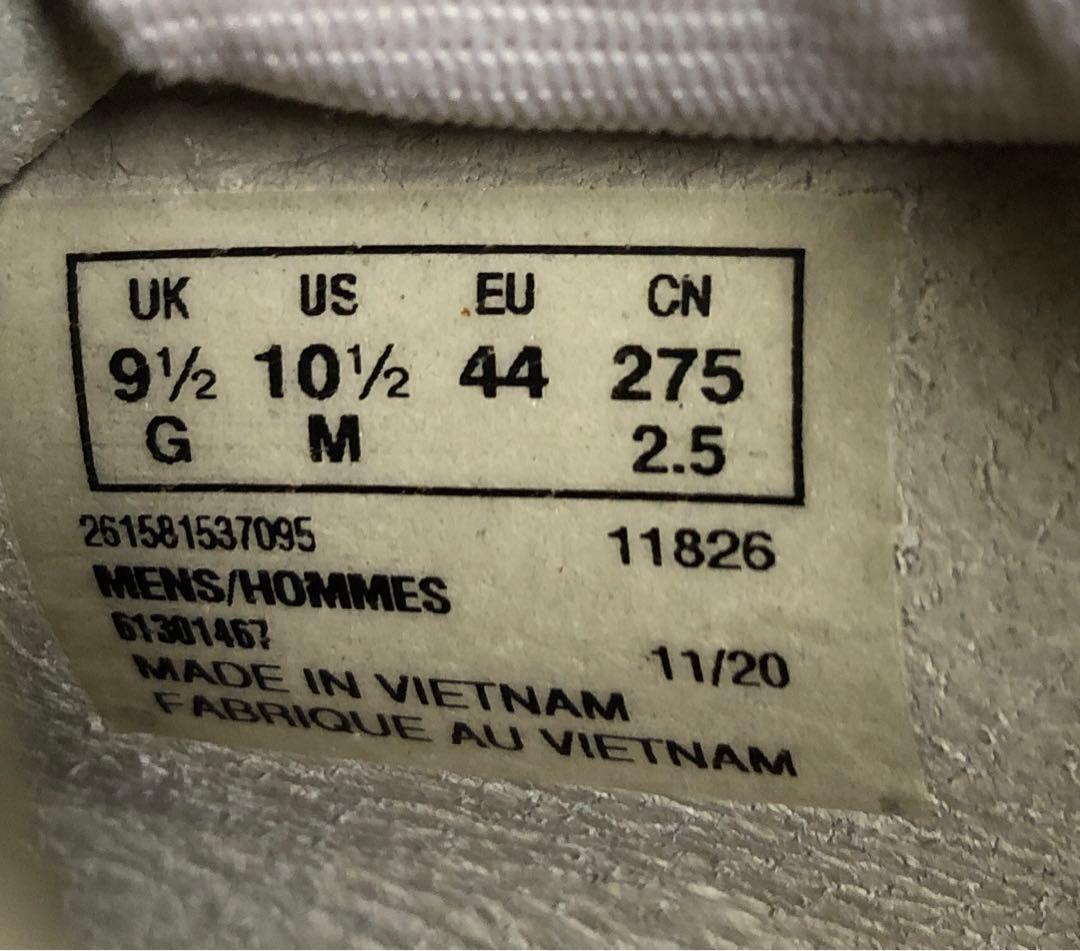 UK US EU CN
9½ 10½ 44 275
G M 2.5
261581537095 11826
MENS/HOMMES
61301467
11/20
MADE IN VIETNAM
FABRIQUE AU VIETNAM